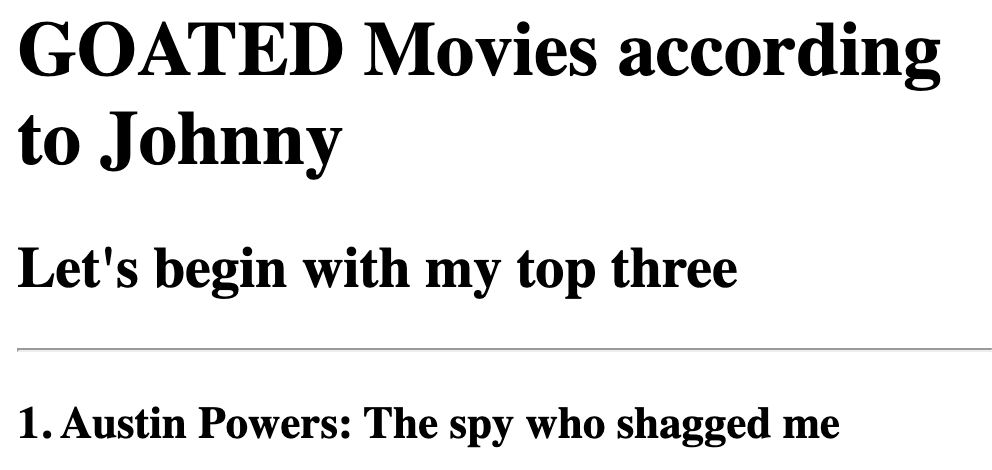 GOATED Movies according
to Johnny
Let's begin with my top three
1. Austin Powers: The spy who shagged me